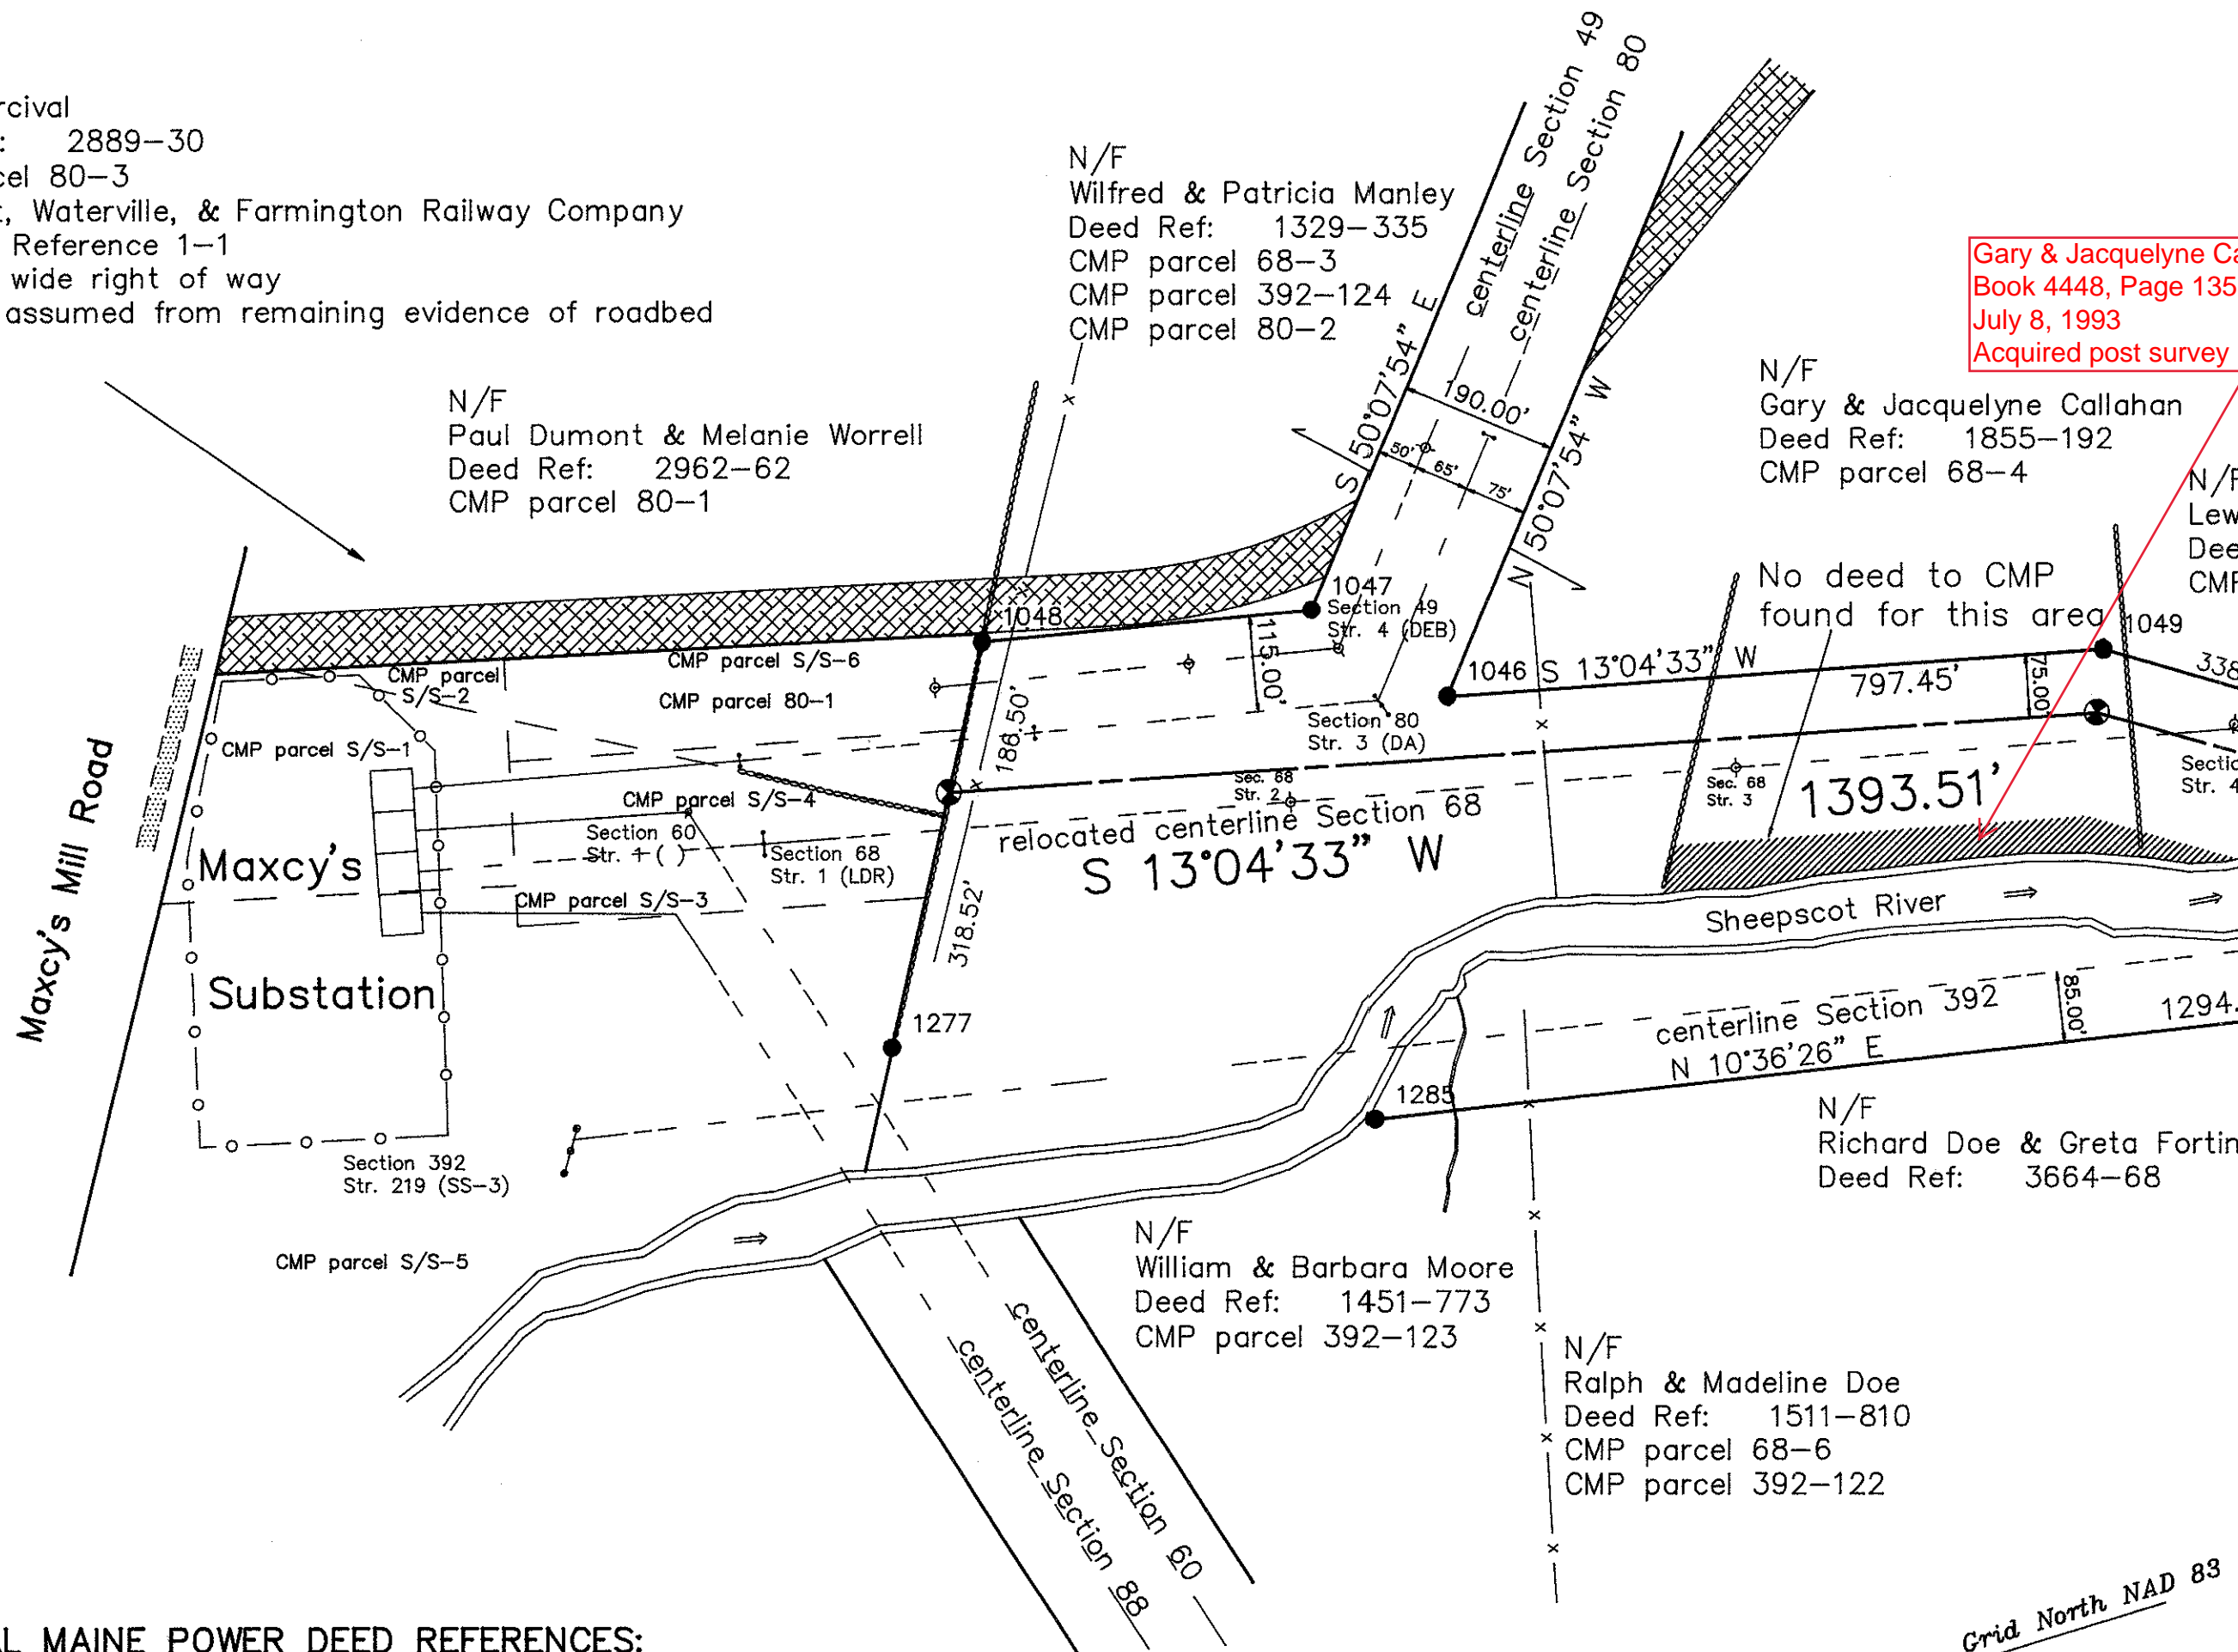 rcival
: 2889-30
cel 80-3
t, Waterville, & Farmington Railway Company
Reference 1-1
wide right of way
assumed from remaining evidence of roadbed
N/F
Paul Dumont & Melanie Worrell
Deed Ref: 2962-62
CMP parcel 80-1
N/F
Wilfred & Patricia Manley
Deed Ref: 1329-335
CMP parcel 68-3
CMP parcel 392-124
CMP parcel 80-2
centerline Section 49
centerline Section 80
S 50°07'54" E
190.00'
50'
65'
75'
N 50°07'54" W
Gary & Jacquelyne Ca
Book 4448, Page 135
July 8, 1993
Acquired post survey
N/F
Gary & Jacquelyne Callahan
Deed Ref: 1855-192
CMP parcel 68-4
N/F
Lew
Dee
CMP
No deed to CMP
found for this area
1047
1048
1049
1046
Section 49
Str. 4 (DEB)
115.00'
S 13°04'33" W
797.45'
75.00'
338
CMP parcel S/S-6
CMP parcel
S/S-2
CMP parcel 80-1
CMP parcel S/S-1
186.50'
Section 80
Str. 3 (DA)
Sec. 68
Str. 2
Sec. 68
Str. 3
1393.51'
Sectio
Str. 4
CMP parcel S/S-4
Section 60
Str. 1 ( )
Section 68
Str. 1 (LDR)
relocated centerline Section 68
S 13°04'33" W
Maxcy's Mill Road
Maxcy's
Substation
CMP parcel S/S-3
318.52'
Sheepscot River
1277
centerline Section 392
N 10°36'26" E
85.00'
1294.
1285
Section 392
Str. 219 (SS-3)
CMP parcel S/S-5
N/F
Richard Doe & Greta Fortin
Deed Ref: 3664-68
N/F
William & Barbara Moore
Deed Ref: 1451-773
CMP parcel 392-123
N/F
Ralph & Madeline Doe
Deed Ref: 1511-810
CMP parcel 68-6
CMP parcel 392-122
centerline Section 60
centerline Section 88
Grid North NAD 83
AL MAINE POWER DEED REFERENCES: